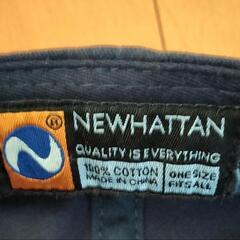 ®
NEWHATTAN
QUALITY IS EVERYTHING
100% COTTON
MADE IN CHINA
ONE SIZE
FITS ALL